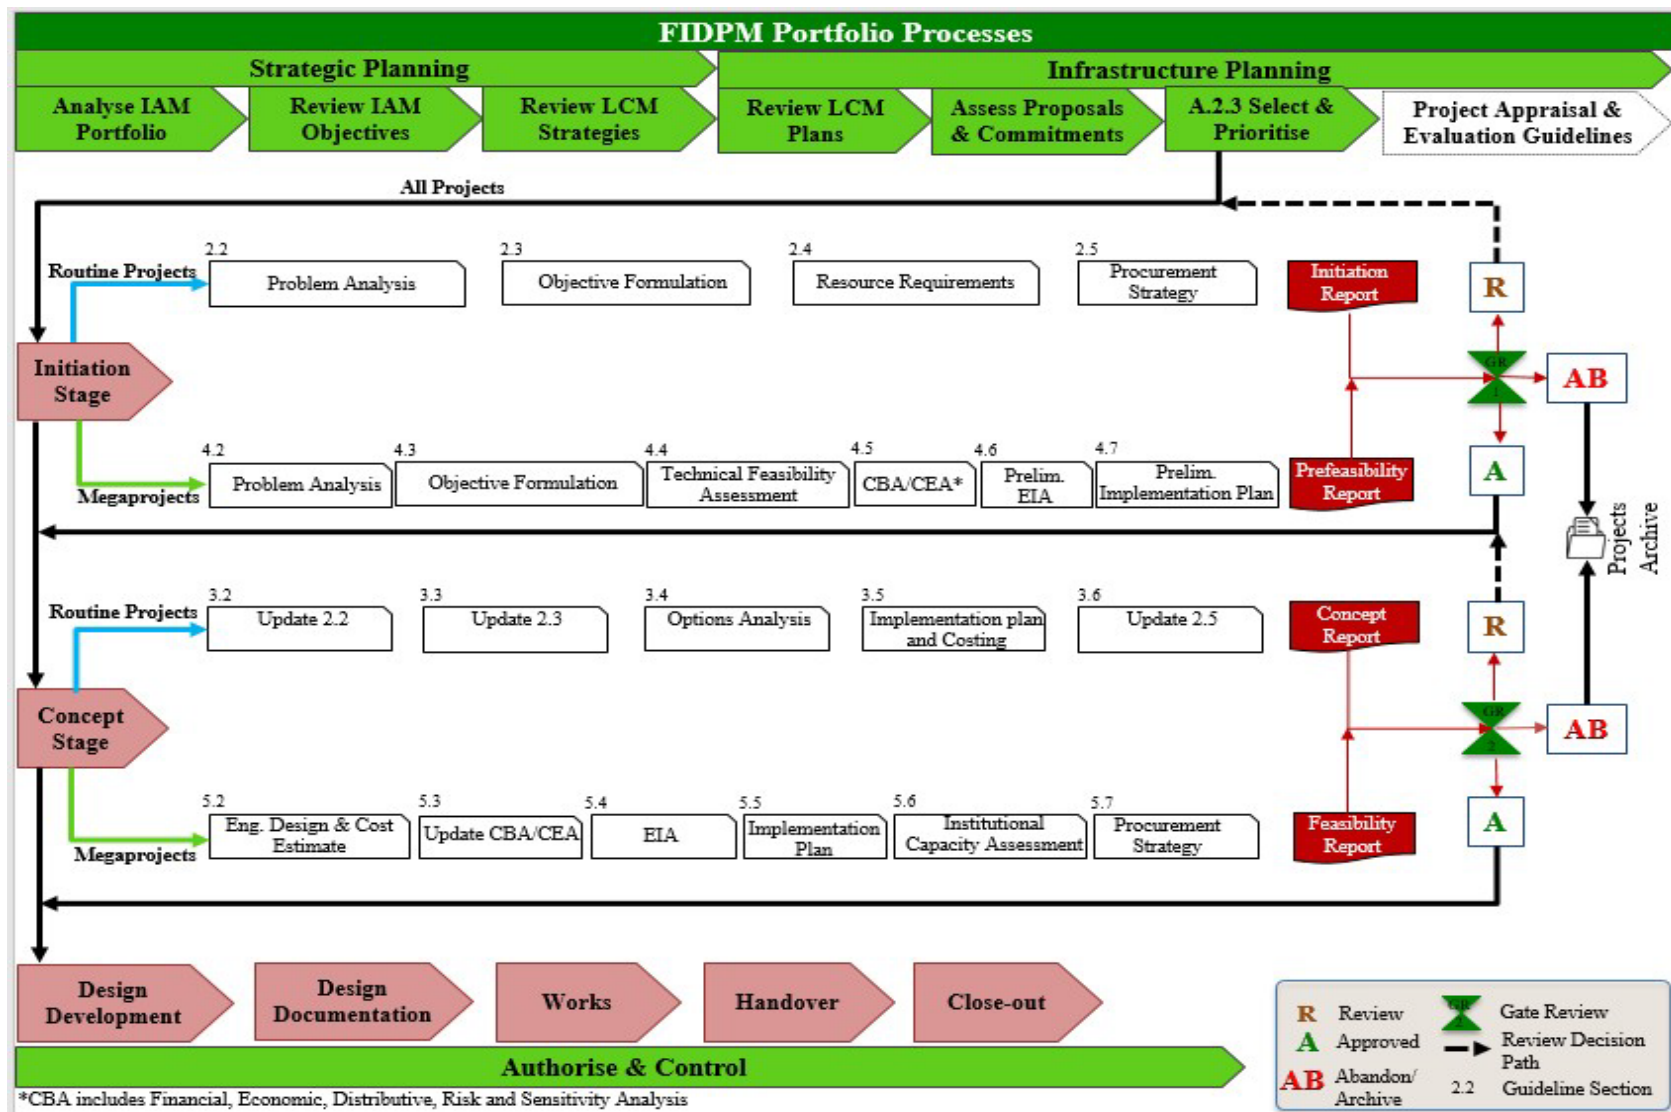 FIDPM Portfolio Processes
Strategic Planning
Infrastructure Planning
Analyse IAM
Portfolio
Review IAM
Objectives
Review LCM
Strategies
Review LCM
Plans
Assess Proposals
& Commitments
A.2.3 Select &
Prioritise
Project Appraisal &
Evaluation Guidelines
All Projects
Routine Projects
2.2
Problem Analysis
2.3
Objective Formulation
2.4
Resource Requirements
2.5
Procurement
Strategy
Initiation
Report
R
Initiation
Stage
GR
1
AB
Megaprojects
4.2
Problem Analysis
4.3
Objective Formulation
4.4
Technical Feasibility
Assessment
4.5
CBA/CEA*
4.6
Prelim.
EIA
4.7
Prelim.
Implementation Plan
Prefeasibility
Report
A
Projects
Archive
Routine Projects
3.2
Update 2.2
3.3
Update 2.3
3.4
Options Analysis
3.5
Implementation plan
and Costing
3.6
Update 2.5
Concept
Report
R
Concept
Stage
GR
2
AB
Megaprojects
5.2
Eng. Design & Cost
Estimate
5.3
Update CBA/CEA
5.4
EIA
5.5
Implementation
Plan
5.6
Institutional
Capacity Assessment
5.7
Procurement
Strategy
Feasibility
Report
A
Design
Development
Design
Documentation
Works
Handover
Close-out
Authorise & Control
*CBA includes Financial, Economic, Distributive, Risk and Sensitivity Analysis
R Review
A Approved
AB Abandon/
Archive
GR
2
Gate Review
Review Decision
Path
2.2 Guideline Section